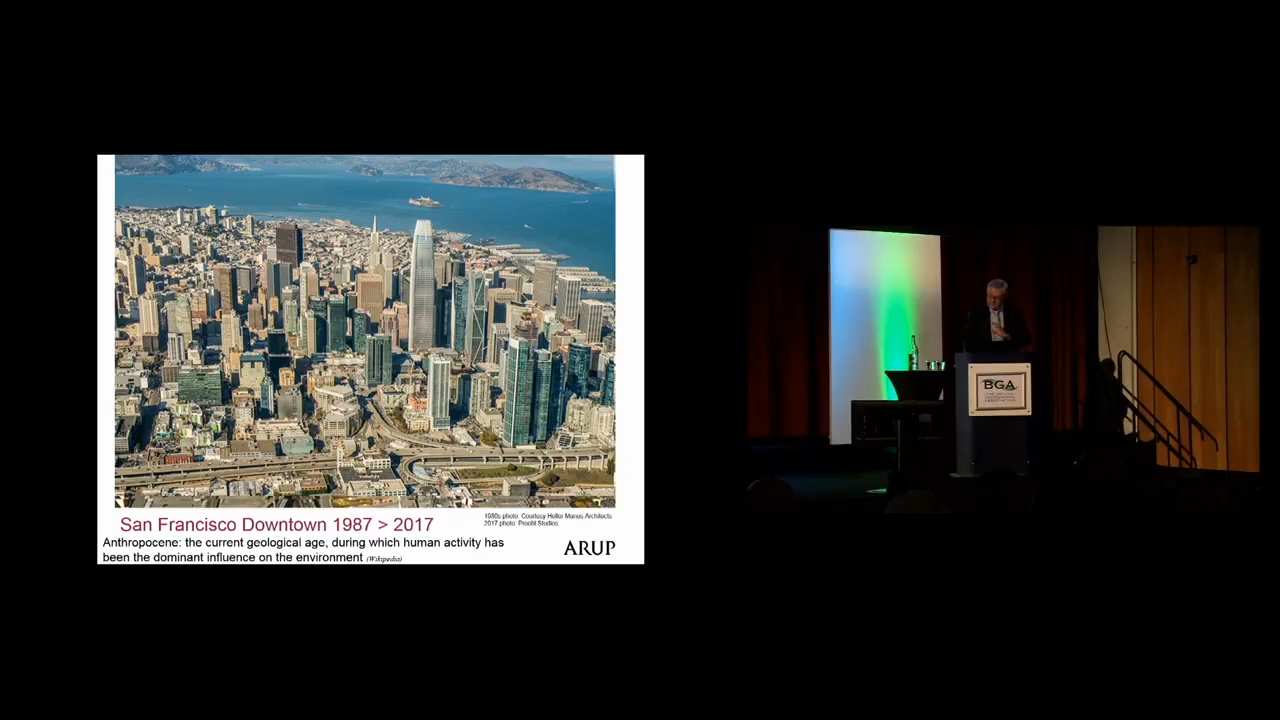 San Francisco Downtown 1987 > 2017
1980s photo: Courtesy Heller Manus Architects
2017 photo: Proehl Studios
Anthropocene: the current geological age, during which human activity has
been the dominant influence on the environment (Wikipedia)
ARUP
BGA